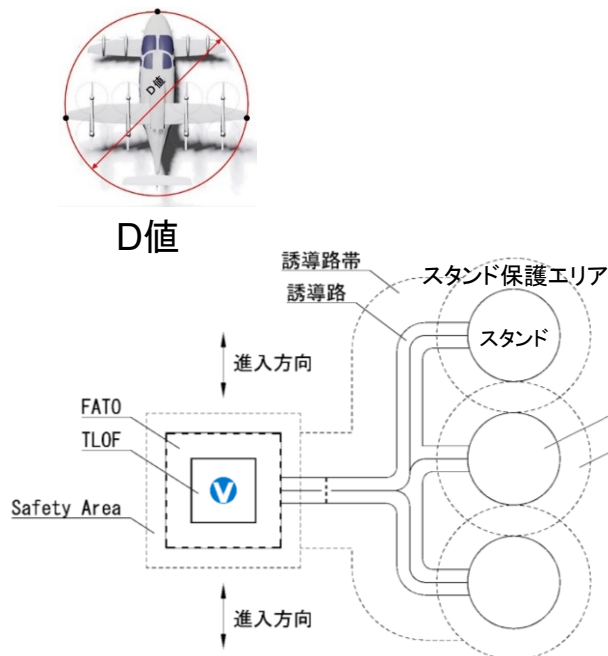 D値
D値
誘導路帯
スタンド保護エリア
誘導路
スタンド
進入方向
FATO
TLOF
V
Safety Area
進入方向